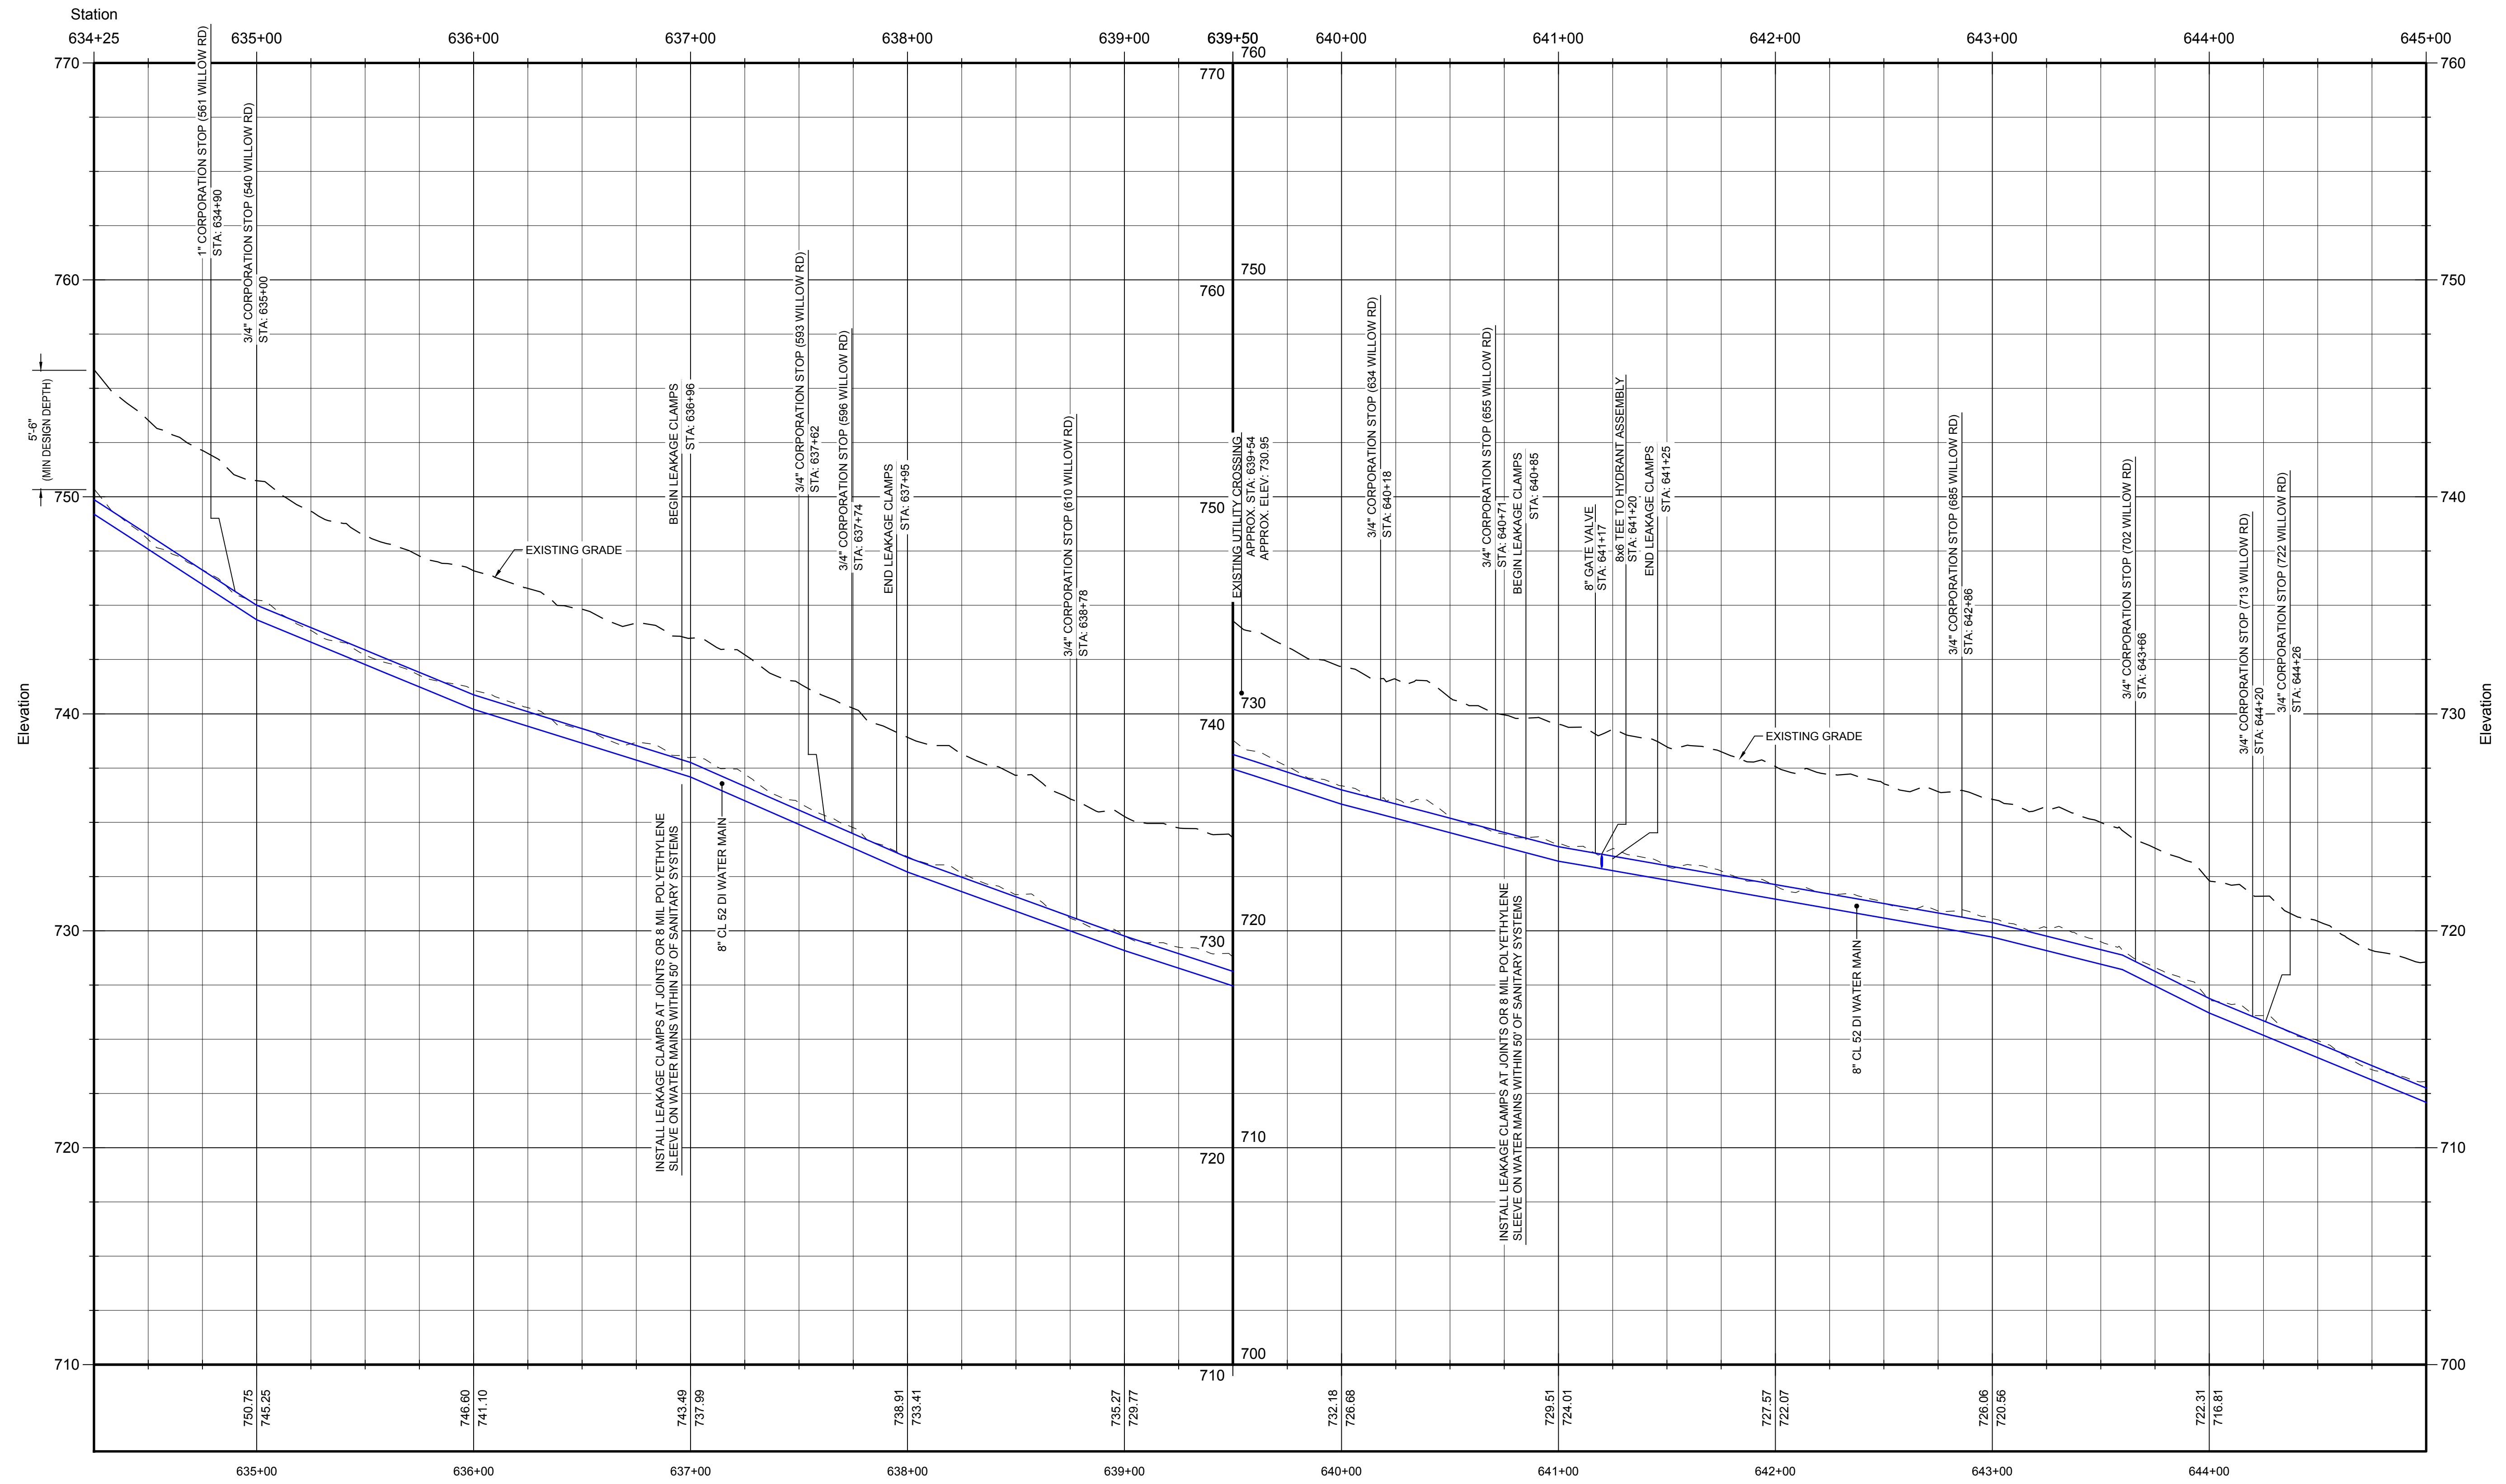 Station
634+25
635+00
636+00
637+00
638+00
639+00
639+50
640+00
641+00
642+00
643+00
644+00
645+00
770
760
750
740
730
720
710
770
760
750
740
730
720
710
760
750
730
720
710
700
760
750
740
730
720
710
700
Elevation
Elevation
5'-6"
(MIN DESIGN DEPTH)
1" CORPORATION STOP (561 WILLOW RD)
STA: 634+90
3/4" CORPORATION STOP (540 WILLOW RD)
STA: 635+00
EXISTING GRADE
BEGIN LEAKAGE CLAMPS
STA: 636+96
INSTALL LEAKAGE CLAMPS AT JOINTS OR 8 MIL POLYETHYLENE
SLEEVE ON WATER MAINS WITHIN 50' OF SANITARY SYSTEMS
8" CL 52 DI WATER MAIN
3/4" CORPORATION STOP (593 WILLOW RD)
STA: 637+62
3/4" CORPORATION STOP (596 WILLOW RD)
STA: 637+74
END LEAKAGE CLAMPS
STA: 637+95
3/4" CORPORATION STOP (610 WILLOW RD)
STA: 638+78
EXISTING UTILITY CROSSING
APPROX. STA: 639+54
APPROX. ELEV: 730.95
3/4" CORPORATION STOP (634 WILLOW RD)
STA: 640+18
3/4" CORPORATION STOP (655 WILLOW RD)
STA: 640+71
BEGIN LEAKAGE CLAMPS
STA: 640+85
INSTALL LEAKAGE CLAMPS AT JOINTS OR 8 MIL POLYETHYLENE
SLEEVE ON WATER MAINS WITHIN 50' OF SANITARY SYSTEMS
8" GATE VALVE
STA: 641+17
8x6 TEE TO HYDRANT ASSEMBLY
STA: 641+20
END LEAKAGE CLAMPS
STA: 641+25
EXISTING GRADE
8" CL 52 DI WATER MAIN
3/4" CORPORATION STOP (685 WILLOW RD)
STA: 642+86
3/4" CORPORATION STOP (702 WILLOW RD)
STA: 643+66
3/4" CORPORATION STOP (713 WILLOW RD)
STA: 644+20
3/4" CORPORATION STOP (722 WILLOW RD)
STA: 644+26
750.75
745.25
746.60
741.10
743.49
737.99
738.91
733.41
735.27
729.77
732.18
726.68
729.51
724.01
727.57
722.07
726.06
720.56
722.31
716.81
635+00
636+00
637+00
638+00
639+00
640+00
641+00
642+00
643+00
644+00